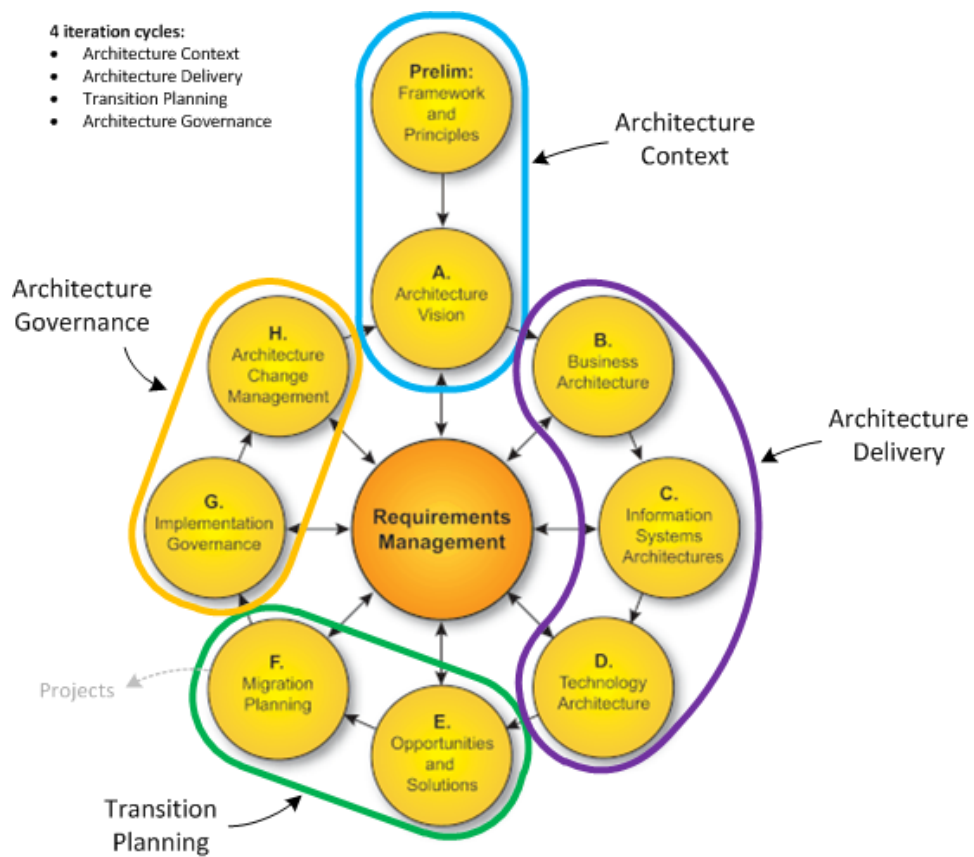 4 iteration cycles:
• Architecture Context
• Architecture Delivery
• Transition Planning
• Architecture Governance
Prelim:
Framework
and
Principles
Architecture
Context
A.
Architecture
Vision
Architecture
Governance
H.
Architecture
Change
Management
B.
Business
Architecture
Architecture
Delivery
G.
Implementation
Governance
Requirements
Management
C.
Information
Systems
Architectures
F.
Migration
Planning
D.
Technology
Architecture
Projects
E.
Opportunities
and
Solutions
Transition
Planning